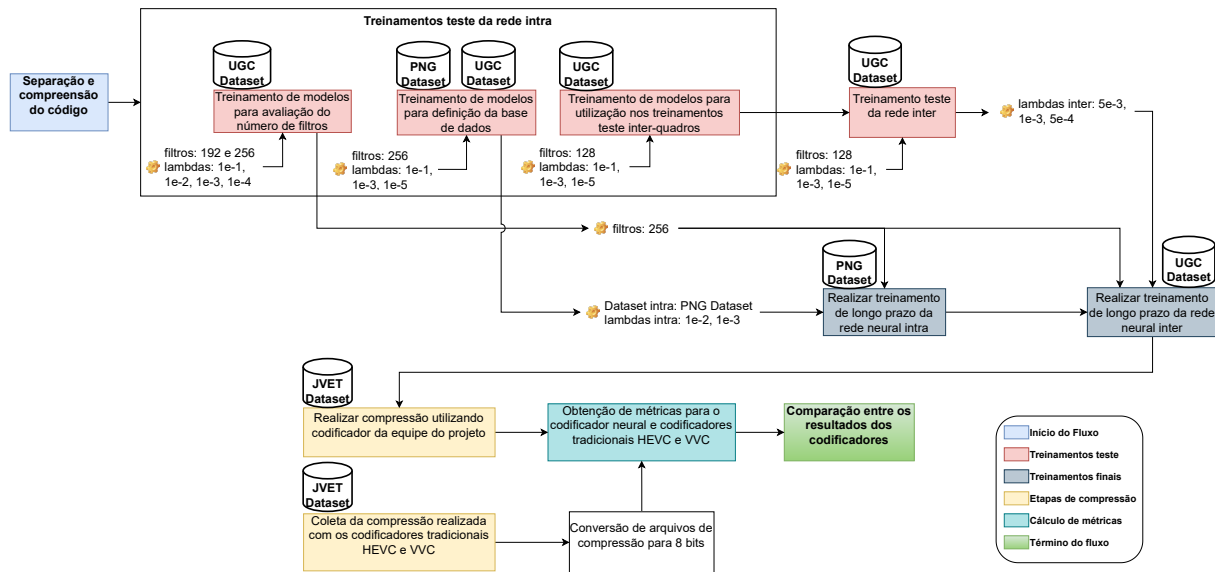 Treinamentos teste da rede intra
Separação e
compreensão
do código
UGC
Dataset
Treinamento de modelos
para avaliação do
número de filtros
filtros: 192 e 256
lambdas: 1e-1,
1e-2, 1e-3, 1e-4
PNG
Dataset
UGC
Dataset
Treinamento de modelos
para definição da base
de dados
filtros: 256
lambdas: 1e-1,
1e-3, 1e-5
UGC
Dataset
Treinamento de modelos para
utilização nos treinamentos
teste inter-quadros
filtros: 128
lambdas: 1e-1,
1e-3, 1e-5
UGC
Dataset
Treinamento teste
da rede inter
filtros: 128
lambdas: 1e-1,
1e-3, 1e-5
lambdas inter: 5e-3,
1e-3, 5e-4
filtros: 256
Dataset intra: PNG Dataset
lambdas intra: 1e-2, 1e-3
PNG
Dataset
Realizar treinamento
de longo prazo da
rede neural intra
UGC
Dataset
Realizar treinamento
de longo prazo da rede
neural inter
JVET
Dataset
Realizar compressão utilizando
codificador da equipe do projeto
Obtenção de métricas para o
codificador neural e codificadores
tradicionais HEVC e VVC
Comparação entre os
resultados dos
codificadores
JVET
Dataset
Coleta da compressão realizada
com os codificadores tradicionais
HEVC e VVC
Conversão de arquivos de
compressão para 8 bits
Início do Fluxo
Treinamentos teste
Treinamentos finais
Etapas de compressão
Cálculo de métricas
Término do fluxo